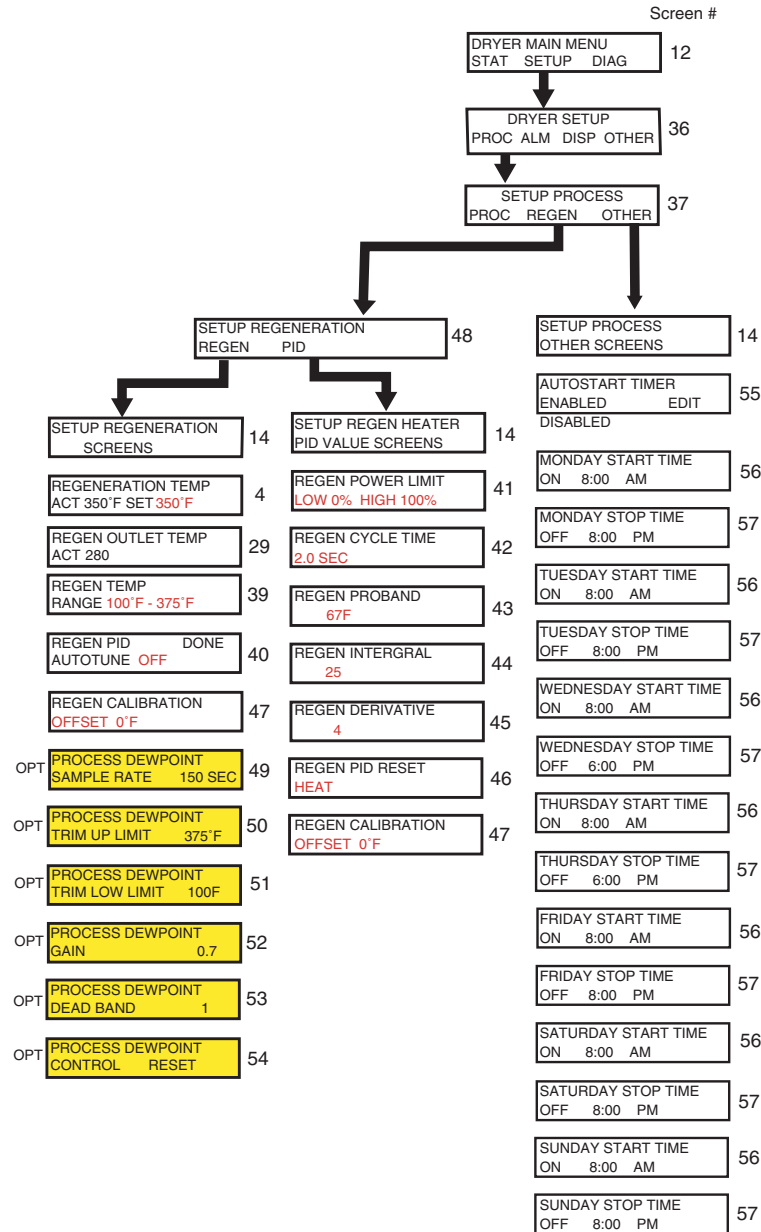 Screen #
DRYER MAIN MENU
STAT SETUP DIAG
12
DRYER SETUP
PROC ALM DISP OTHER
36
SETUP PROCESS
PROC REGEN OTHER
37
SETUP REGENERATION
REGEN PID
48
SETUP REGENERATION
SCREENS
14
REGENERATION TEMP
ACT 350˚F SET 350˚F
4
REGEN OUTLET TEMP
ACT 280
29
REGEN TEMP
RANGE 100˚F - 375˚F
39
REGEN PID DONE
AUTOTUNE OFF
40
REGEN CALIBRATION
OFFSET 0˚F
47
OPT
PROCESS DEWPOINT
SAMPLE RATE 150 SEC
49
OPT
PROCESS DEWPOINT
TRIM UP LIMIT 375˚F
50
OPT
PROCESS DEWPOINT
TRIM LOW LIMIT 100F
51
OPT
PROCESS DEWPOINT
GAIN 0.7
52
OPT
PROCESS DEWPOINT
DEAD BAND 1
53
OPT
PROCESS DEWPOINT
CONTROL RESET
54
SETUP REGEN HEATER
PID VALUE SCREENS
14
REGEN POWER LIMIT
LOW 0% HIGH 100%
41
REGEN CYCLE TIME
2.0 SEC
42
REGEN PROBAND
67F
43
REGEN INTERGRAL
25
44
REGEN DERIVATIVE
4
45
REGEN PID RESET
HEAT
46
REGEN CALIBRATION
OFFSET 0˚F
47
SETUP PROCESS
OTHER SCREENS
14
AUTOSTART TIMER
ENABLED EDIT
DISABLED
55
MONDAY START TIME
ON 8:00 AM
56
MONDAY STOP TIME
OFF 8:00 PM
57
TUESDAY START TIME
ON 8:00 AM
56
TUESDAY STOP TIME
OFF 8:00 PM
57
WEDNESDAY START TIME
ON 8:00 AM
56
WEDNESDAY STOP TIME
OFF 6:00 PM
57
THURSDAY START TIME
ON 8:00 AM
56
THURSDAY STOP TIME
OFF 6:00 PM
57
FRIDAY START TIME
ON 8:00 AM
56
FRIDAY STOP TIME
OFF 8:00 PM
57
SATURDAY START TIME
ON 8:00 AM
56
SATURDAY STOP TIME
OFF 8:00 PM
57
SUNDAY START TIME
ON 8:00 AM
56
SUNDAY STOP TIME
OFF 8:00 PM
57